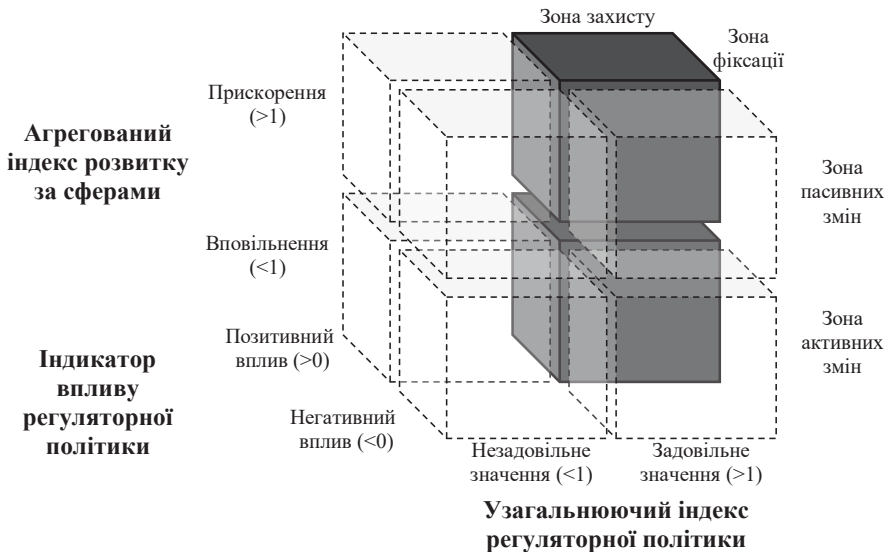 Зона захисту
Зона
фіксації
Прискорення
(>1)
Агрегований
індекс розвитку
за сферами
Зона
пасивних
змін
Вповільнення
(<1)
Зона
активних
змін
Позитивний
вплив (>0)
Індикатор
впливу
регуляторної
політики
Негативний
вплив (<0)
Незадовільне
значення (<1)
Задовільне
значення (>1)
Узагальнюючий індекс
регуляторної політики